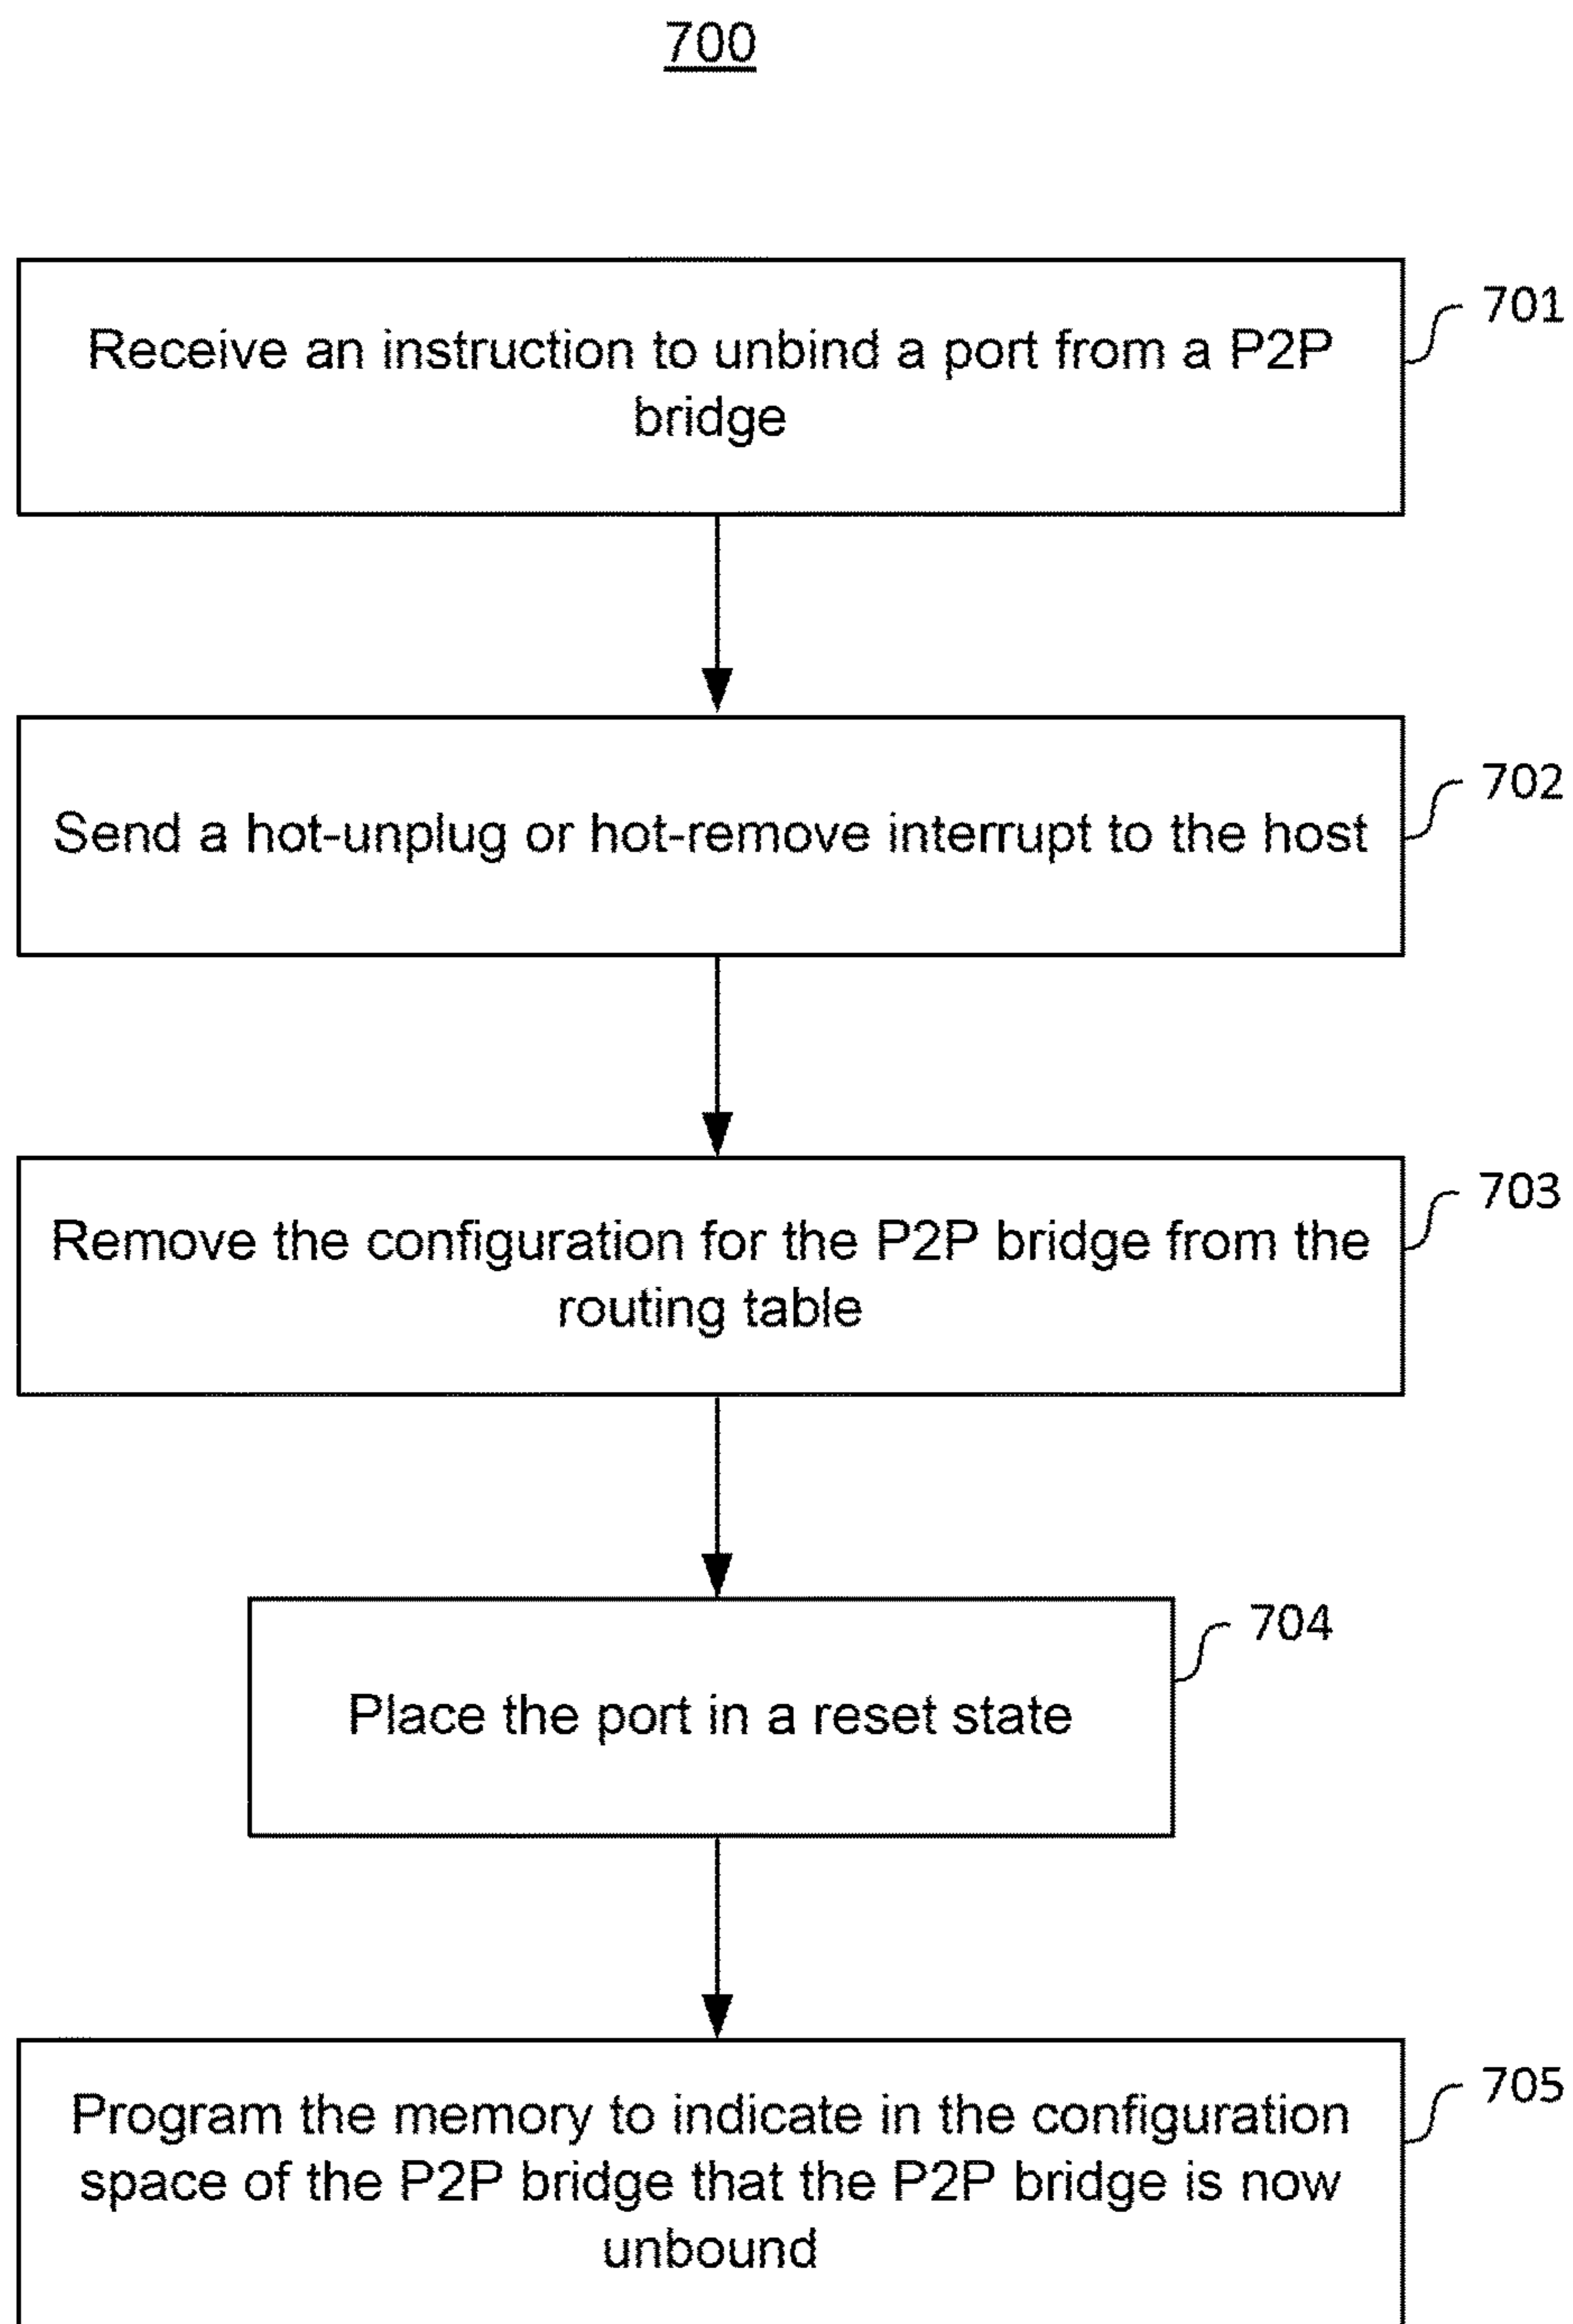 700
701
Receive an instruction to unbind a port from a P2P
bridge
702
Send a hot-unplug or hot-remove interrupt to the host
703
Remove the configuration for the P2P bridge from the
routing table
704
Place the port in a reset state
705
Program the memory to indicate in the configuration
space of the P2P bridge that the P2P bridge is now
unbound